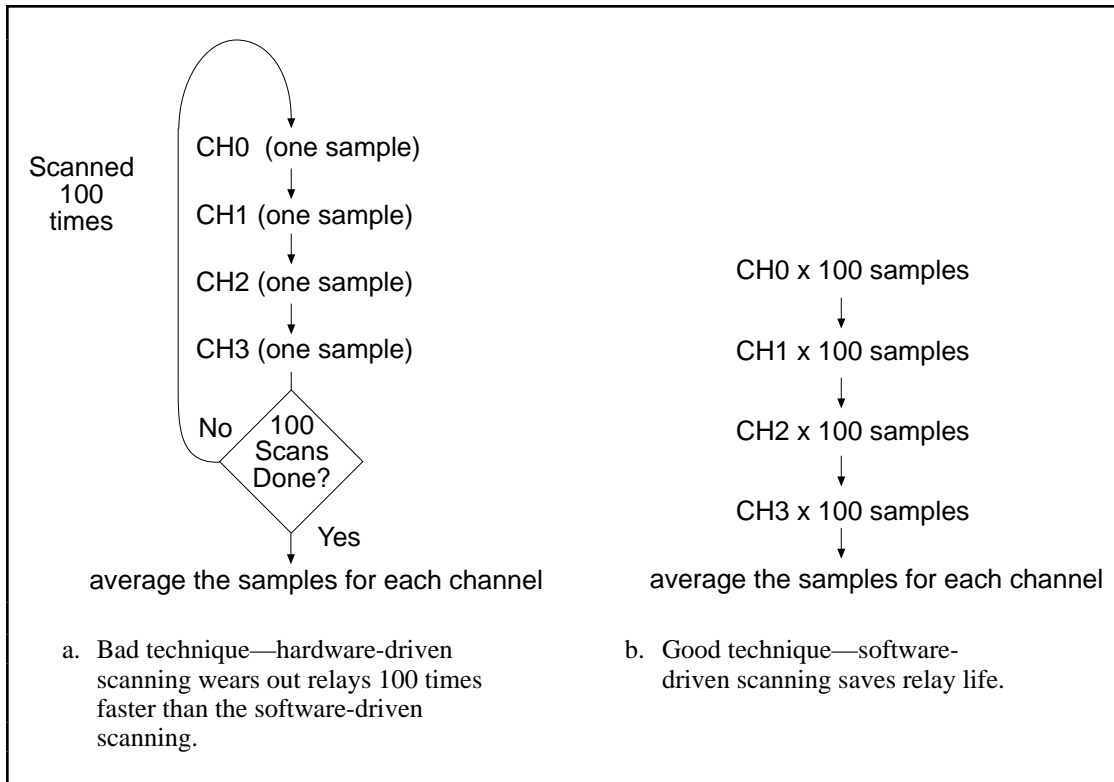 Scanned
100
times
CH0 (one sample)
CH1 (one sample)
CH2 (one sample)
CH3 (one sample)
No
100
Scans
Done?
Yes
average the samples for each channel
a. Bad technique—hardware-driven
scanning wears out relays 100 times
faster than the software-driven
scanning.
CH0 x 100 samples
CH1 x 100 samples
CH2 x 100 samples
CH3 x 100 samples
average the samples for each channel
b. Good technique—software-
driven scanning saves relay life.